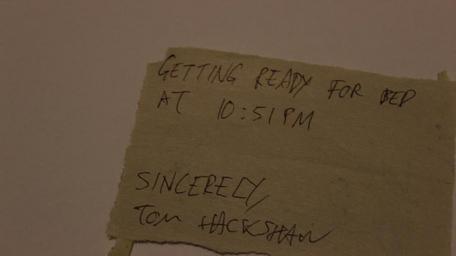 GETTING READY FOR BED
AT 10:51PM
SINCERELY,
TOM HACKSHAW